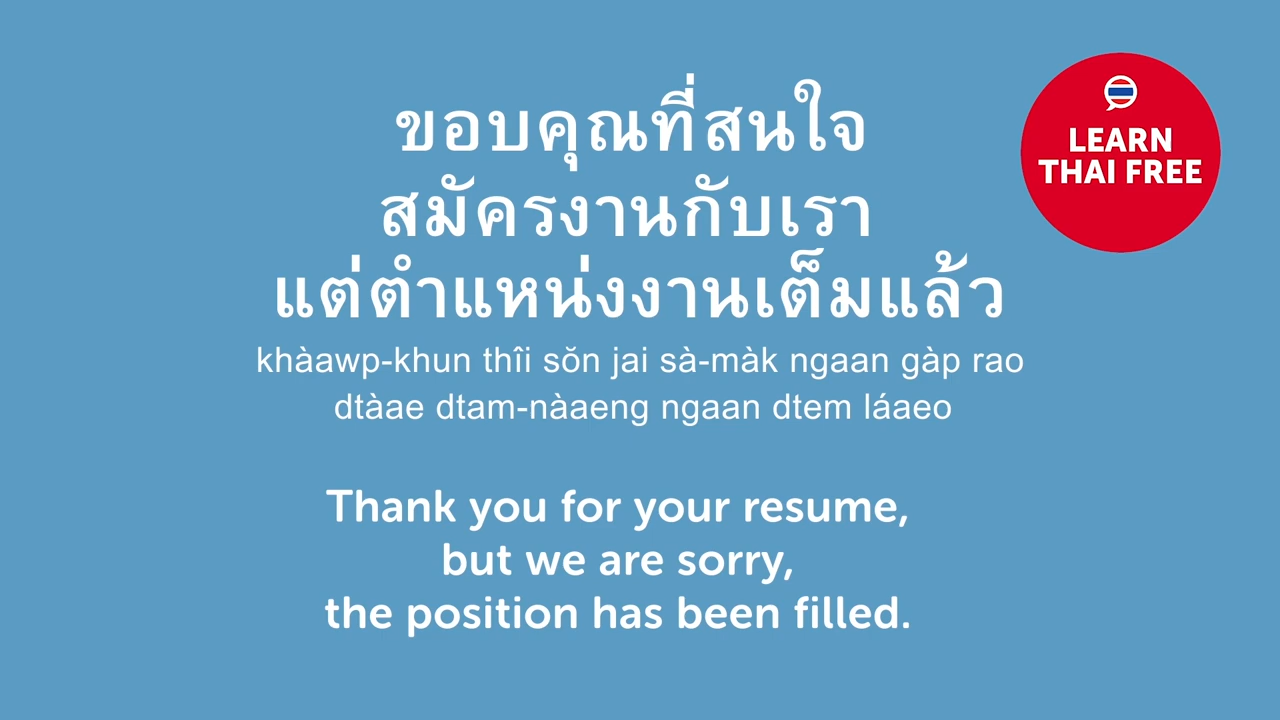 ขอบคุณที่สนใจ
สมัครงานกับเรา
แต่ตำแหน่งงานเต็มแล้ว
khàawp-khun thîi sŏn jai sà-màk ngaan gàp rao
dtàae dtam-nàaeng ngaan dtem láaeo
Thank you for your resume,
but we are sorry,
the position has been filled.
LEARN
THAI FREE